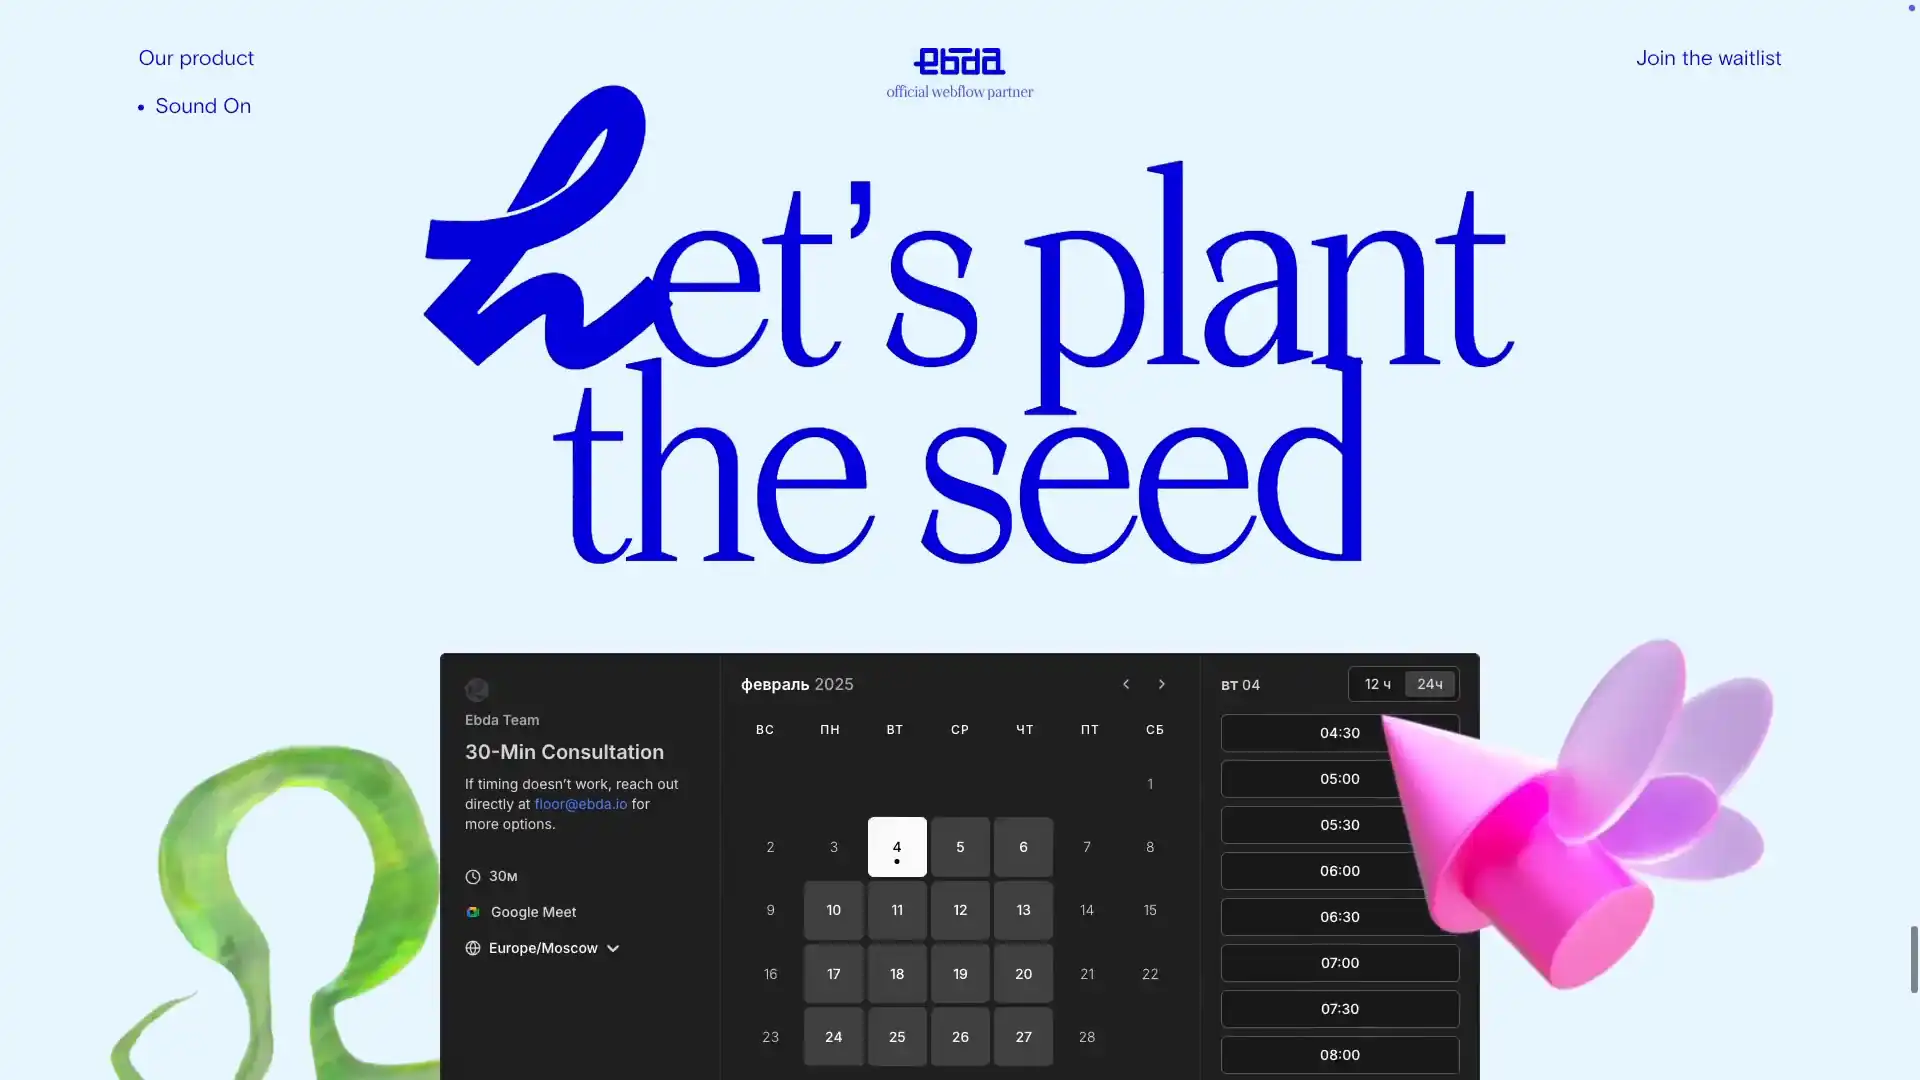 Our product
Sound On
ebda
official webflow partner
Join the waitlist
Let’s plant
the seed
Ebda Team
30-Min Consultation
If timing doesn’t work, reach out
directly at floor@ebda.io for
more options.
30м
Google Meet
Europe/Moscow
февраль 2025
ВС ПН ВТ СР ЧТ ПТ СБ
1
2 3 4 5 6 7 8
9 10 11 12 13 14 15
16 17 18 19 20 21 22
23 24 25 26 27 28
вт 04
12 ч 24ч
04:30
05:00
05:30
06:00
06:30
07:00
07:30
08:00